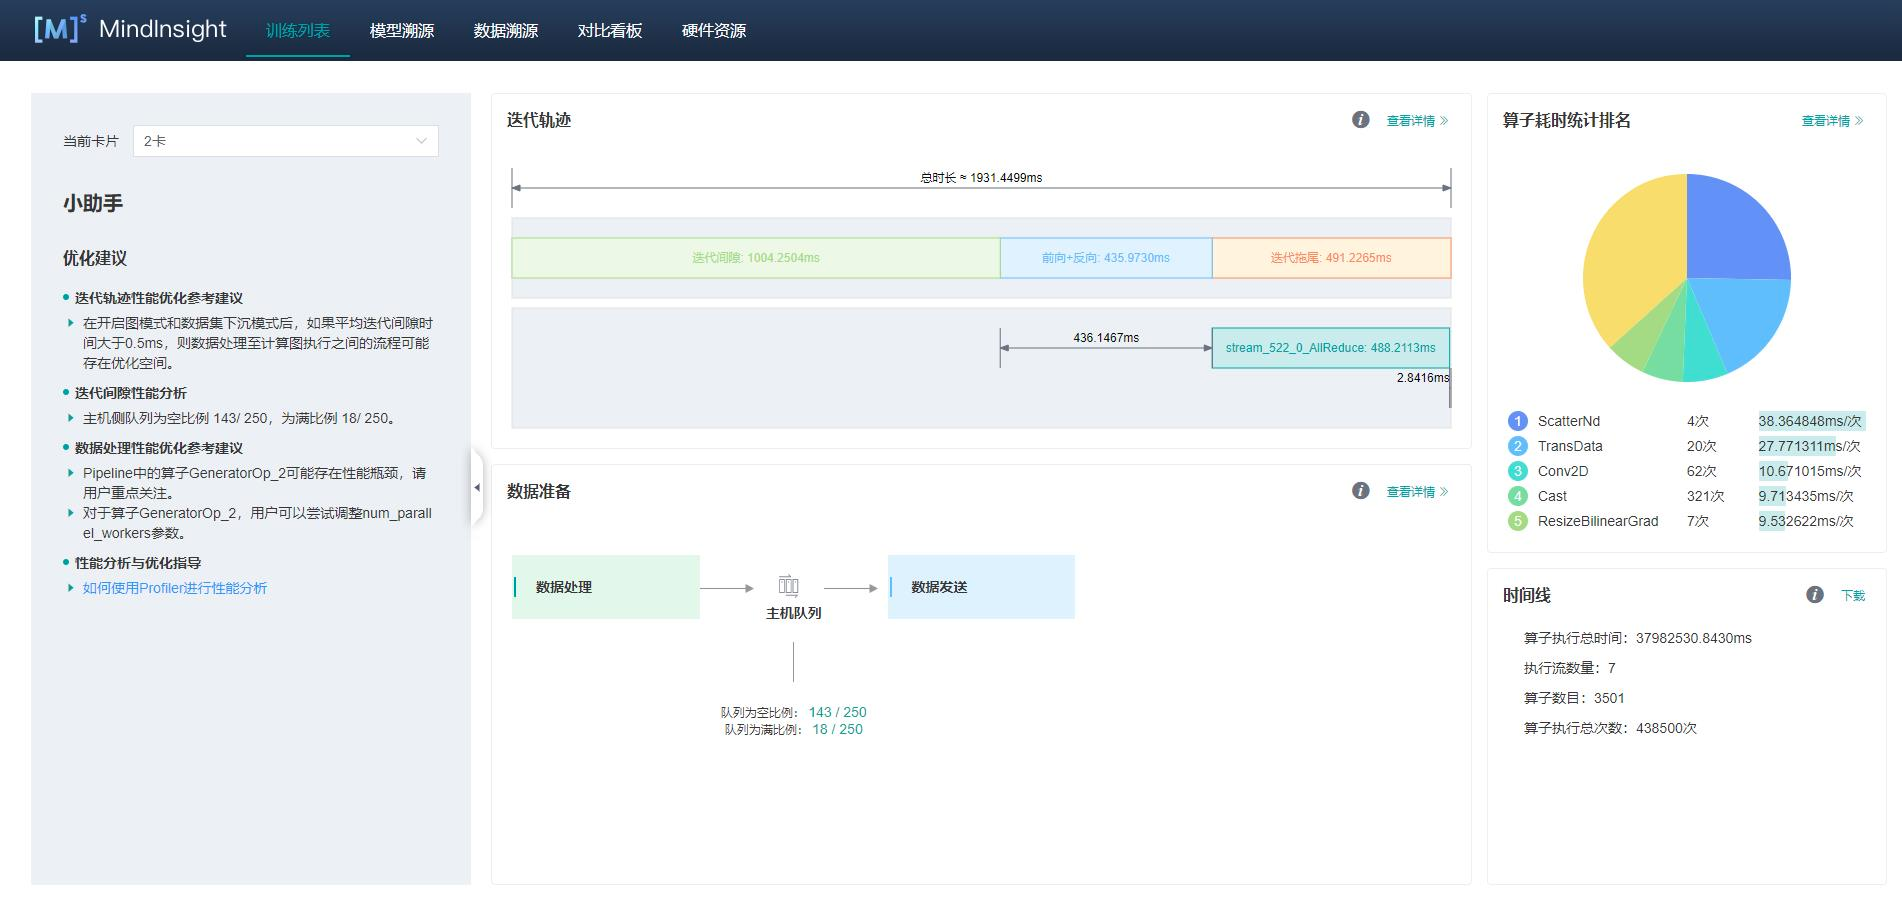 [M]s MindInsight 训练列表 模型溯源 数据溯源 对比看板 硬件资源
当前卡片 2卡
小助手
优化建议
迭代轨迹性能优化参考建议
在开启图模式和数据集下沉模式后，如果平均迭代间隙时
间大于0.5ms，则数据处理至计算图执行之间的流程可能
存在优化空间。
迭代间隙性能分析
主机侧队列为空比例 143/ 250，为满比例 18/ 250。
数据处理性能优化参考建议
Pipeline中的算子GeneratorOp_2可能存在性能瓶颈，请
用户重点关注。
对于算子GeneratorOp_2，用户可以尝试调整num_parall
el_workers参数。
性能分析与优化指导
如何使用Profiler进行性能分析
迭代轨迹 查看详情
总时长 ≈ 1931.4499ms
迭代间隙: 1004.2504ms 前向+反向: 435.9730ms 迭代拖尾: 491.2265ms
436.1467ms stream_522_0_AllReduce: 488.2113ms
2.8416ms
数据准备 查看详情
数据处理 主机队列 数据发送
队列为空比例： 143 / 250
队列为满比例： 18 / 250
算子耗时统计排名 查看详情
1 ScatterNd 4次 38.364848ms/次
2 TransData 20次 27.771311ms/次
3 Conv2D 62次 10.671015ms/次
4 Cast 321次 9.713435ms/次
5 ResizeBilinearGrad 7次 9.532622ms/次
时间线 下载
算子执行总时间：37982530.8430ms
执行流数量：7
算子数目：3501
算子执行总次数：438500次